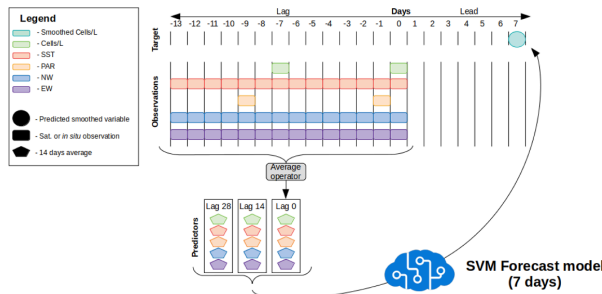 Legend
- Smoothed Cells/L
- Cells/L
- SST
- PAR
- NW
- EW
- Predicted smoothed variable
- Sat. or in situ observation
- 14 days average
Lag Days Lead
-13 -12 -11 -10 -9 -8 -7 -6 -5 -4 -3 -2 -1 0 1 2 3 4 5 6 7
Target
Observations
Average
operator
Lag 28 Lag 14 Lag 0
Predictors
SVM Forecast model
(7 days)